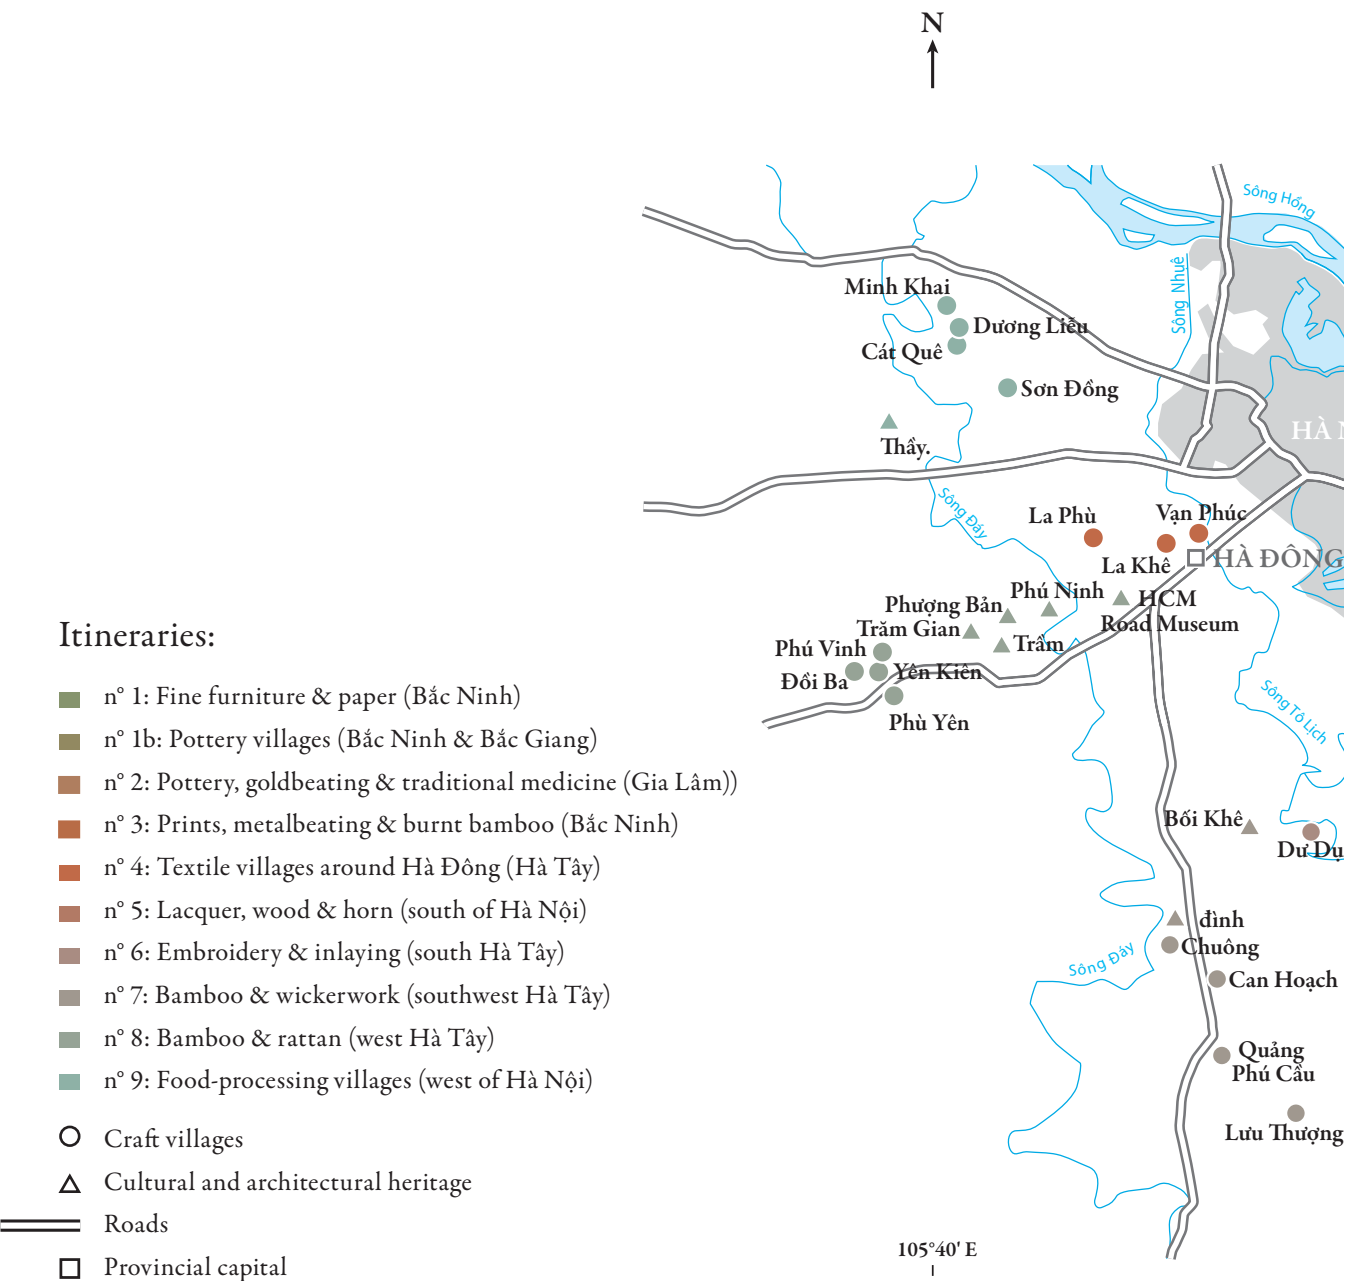 N
Sông Hồng
Sông Nhuệ
Minh Khai
Dương Liễu
Cát Quê
Sơn Đồng
HÀ N
Thầy.
Sông Đáy
La Phù
Vạn Phúc
La Khê
HÀ ĐÔNG
Phú Ninh
HCM
Road Museum
Phượng Bản
Trăm Gian
Trầm
Phú Vinh
Yên Kiên
Đồi Ba
Phù Yên
Sông Tô Lịch
Bối Khê
Dư Dụ
đình
Chuông
Sông Đáy
Can Hoạch
Quảng
Phú Cầu
Lưu Thượng
105°40' E
Itineraries:
n° 1: Fine furniture & paper (Bắc Ninh)
n° 1b: Pottery villages (Bắc Ninh & Bắc Giang)
n° 2: Pottery, goldbeating & traditional medicine (Gia Lâm))
n° 3: Prints, metalbeating & burnt bamboo (Bắc Ninh)
n° 4: Textile villages around Hà Đông (Hà Tây)
n° 5: Lacquer, wood & horn (south of Hà Nội)
n° 6: Embroidery & inlaying (south Hà Tây)
n° 7: Bamboo & wickerwork (southwest Hà Tây)
n° 8: Bamboo & rattan (west Hà Tây)
n° 9: Food-processing villages (west of Hà Nội)
Craft villages
Cultural and architectural heritage
Roads
Provincial capital